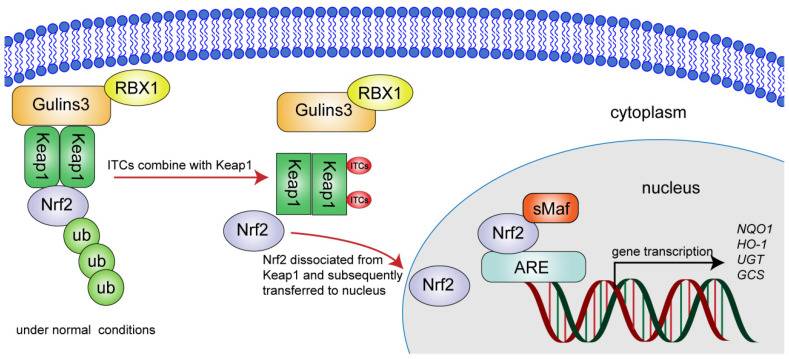 RBX1
Gulins3
Keap1
Keap1
Nrf2
ub
ub
ub
under normal conditions
ITCs combine with Keap1
RBX1
Gulins3
Keap1
Keap1
ITCs
ITCs
Nrf2
Nrf2 dissociated from
Keap1 and subsequently
transferred to nucleus
cytoplasm
nucleus
sMaf
Nrf2
ARE
Nrf2
gene transcription
NQO1
HO-1
UGT
GCS